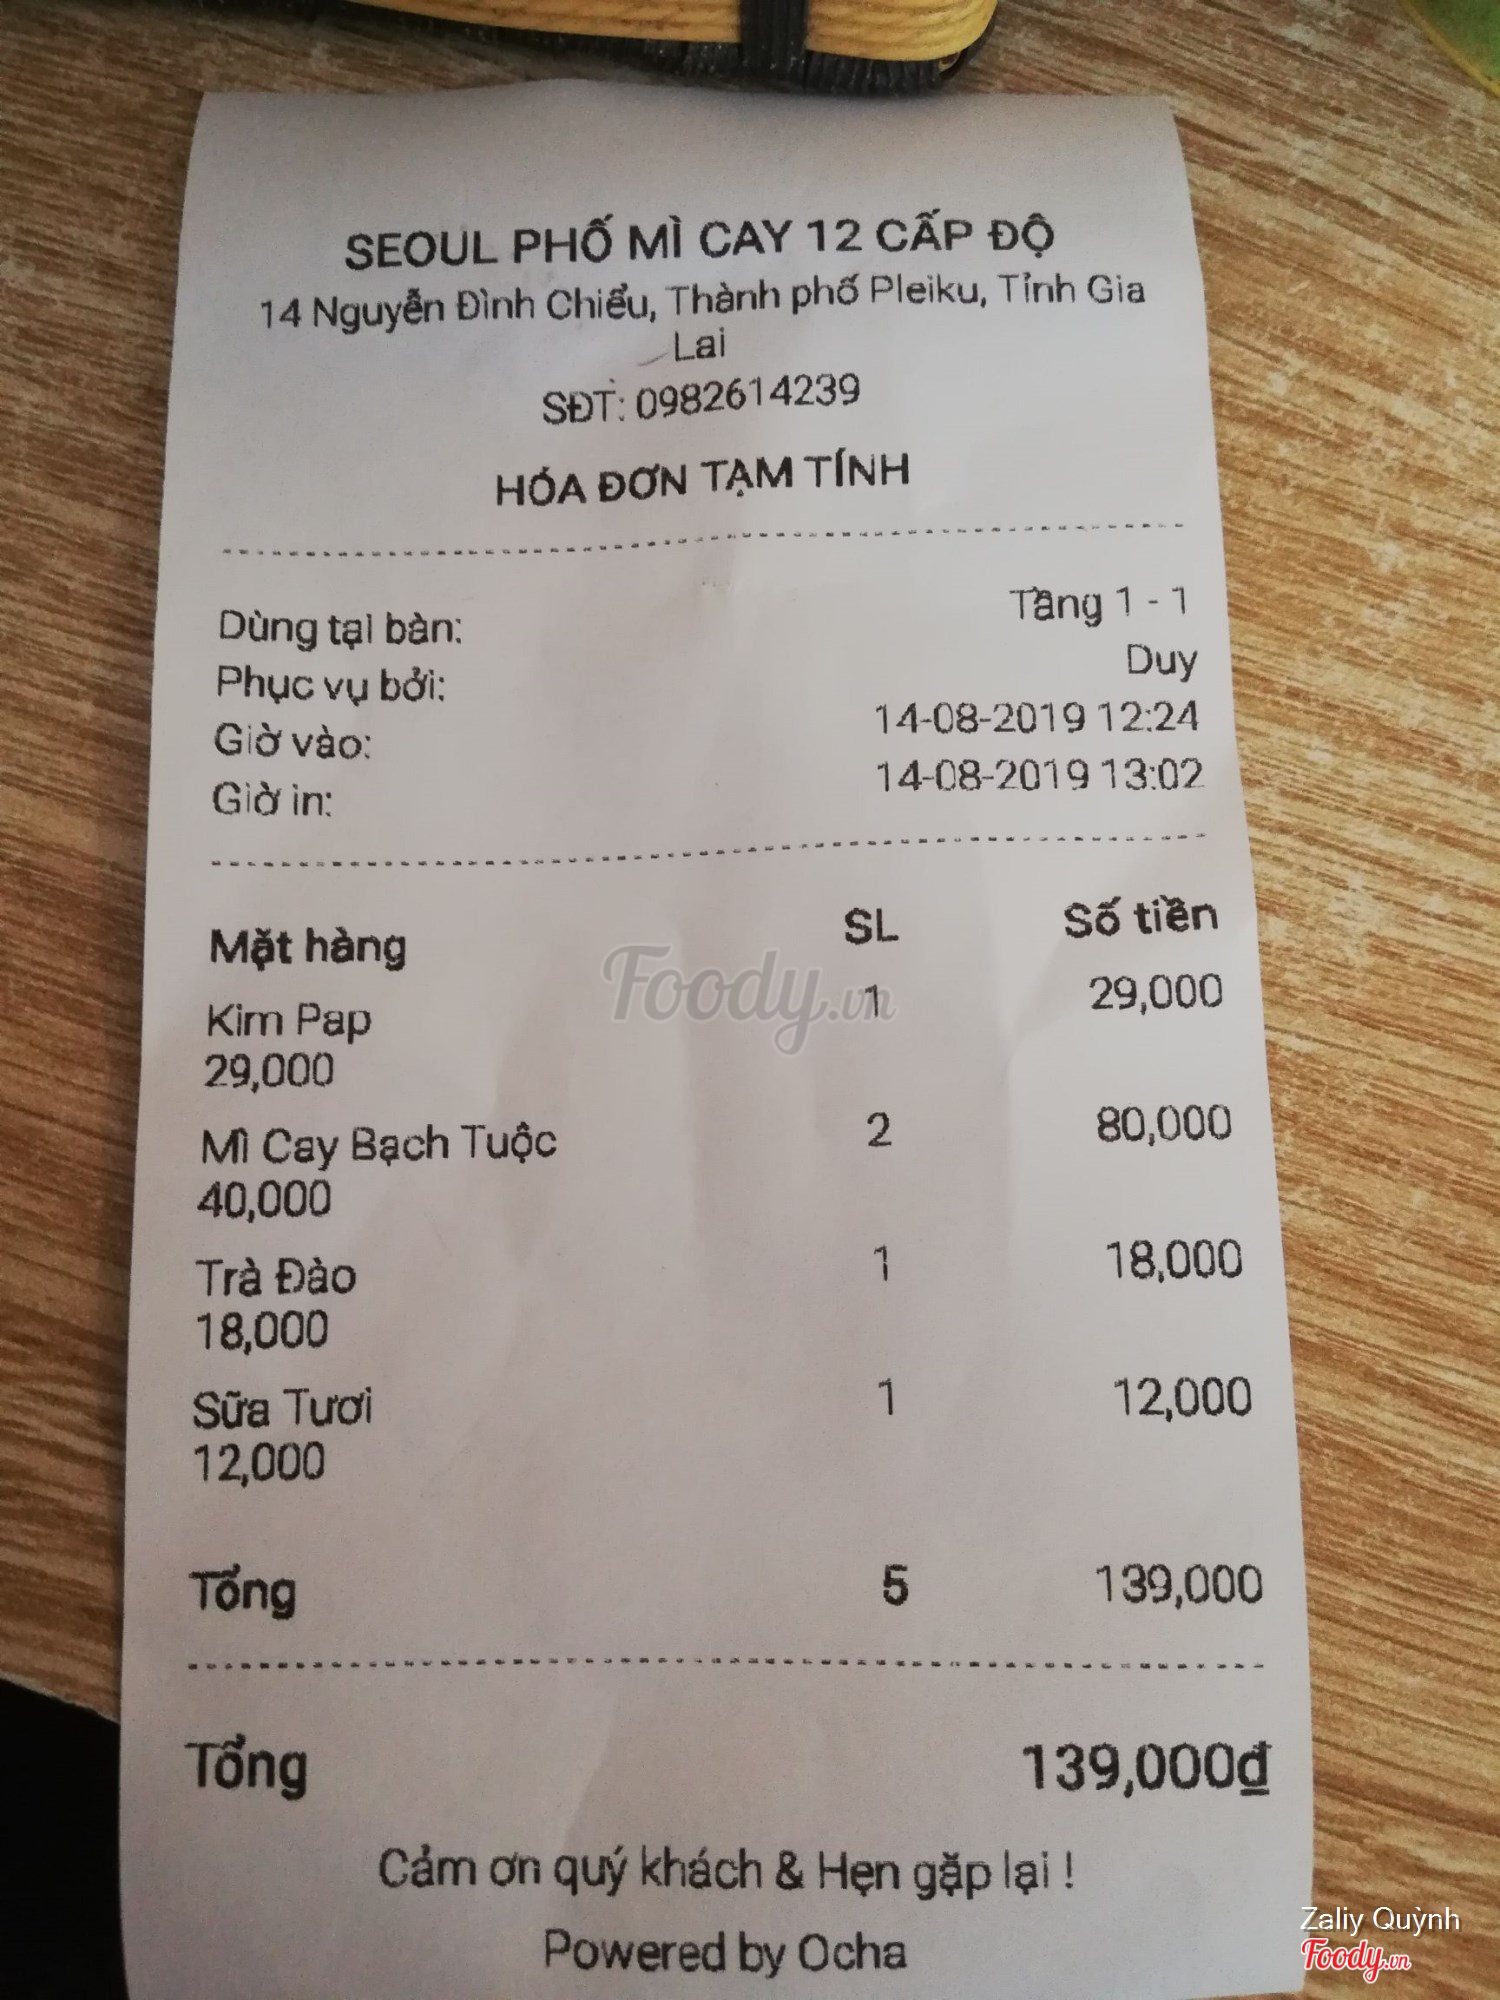 SEOUL PHỐ MÌ CAY 12 CẤP ĐỘ
14 Nguyễn Đình Chiểu, Thành phố Pleiku, Tỉnh Gia
Lai
SĐT: 0982614239
HÓA ĐƠN TẠM TÍNH
Dùng tại bàn: Tầng 1 - 1
Phục vụ bởi: Duy
Giờ vào: 14-08-2019 12:24
Giờ in: 14-08-2019 13:02
Mặt hàng SL Số tiền
Kim Pap 1 29,000
29,000
Mì Cay Bạch Tuộc 2 80,000
40,000
Trà Đào 1 18,000
18,000
Sữa Tươi 1 12,000
12,000
Tổng 5 139,000
Tổng 139,000₫
Cảm ơn quý khách & Hẹn gặp lại !
Powered by Ocha
Foody.vn
Zaliy Quỳnh
Foody.vn